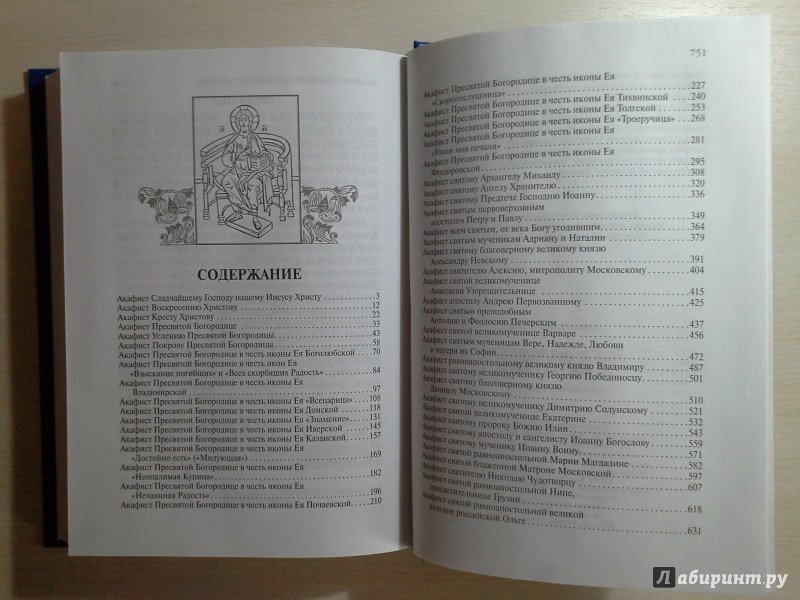 СОДЕРЖАНИЕ
Акафист Сладчайшему Господу нашему Иисусу Христу . . . 3
Акафист Воскресению Христову . . . 12
Акафист Кресту Христову . . . 22
Акафист Пресвятой Богородице . . . 33
Акафист Успению Пресвятой Богородицы . . . 43
Акафист Покрову Пресвятой Богородицы . . . 58
Акафист Пресвятой Богородице в честь иконы Ея Боголюбской . . . 70
Акафист Пресвятой Богородице в честь икон Ея
«Взыскание погибших» и «Всех скорбящих Радость» . . . 84
Акафист Пресвятой Богородице в честь иконы Ея
Владимирской . . . 97
Акафист Пресвятой Богородице в честь иконы Ея «Всецарица» . . . 108
Акафист Пресвятой Богородице в честь иконы Ея Донской . . . 118
Акафист Пресвятой Богородице в честь иконы Ея «Знамение» . . . 131
Акафист Пресвятой Богородице в честь иконы Ея Иверской . . . 145
Акафист Пресвятой Богородице в честь иконы Ея Казанской . . . 157
Акафист Пресвятой Богородице в честь иконы Ея
«Достойно есть» («Милующая») . . . 169
Акафист Пресвятой Богородице в честь иконы Ея
«Неопалимая Купина» . . . 182
Акафист Пресвятой Богородице в честь иконы Ея
«Нечаянная Радость» . . . 196
Акафист Пресвятой Богородице в честь иконы Ея Почаевской . . . 210
751
Акафист Пресвятой Богородице в честь иконы Ея
«Скоропослушница» . . . 227
Акафист Пресвятой Богородице в честь иконы Ея Тихвинской . . . 240
Акафист Пресвятой Богородице в честь иконы Ея Толгской . . . 253
Акафист Пресвятой Богородице в честь иконы Ея «Троеручица» . . . 268
Акафист Пресвятой Богородице в честь иконы Ея
«Утоли моя печали» . . . 281
Акафист Пресвятой Богородице в честь иконы Ея
Феодоровской . . . 295
Акафист святому Архангелу Михаилу . . . 308
Акафист святому Ангелу Хранителю . . . 320
Акафист святому Предтече Господню Иоанну . . . 336
Акафист святым первоверховным
апостолам Петру и Павлу . . . 349
Акафист всем святым, от века Богу угодившим . . . 364
Акафист святым мученикам Адриану и Наталии . . . 379
Акафист святому благоверному великому князю
Александру Невскому . . . 391
Акафист святителю Алексию, митрополиту Московскому . . . 404
Акафист святой великомученице
Анастасии Узорешительнице . . . 415
Акафист апостолу Андрею Первозванному . . . 425
Акафист святым преподобным
Антонию и Феодосию Печерским . . . 437
Акафист святой великомученице Варваре . . . 456
Акафист святым мученицам Вере, Надежде, Любови
и матери их Софии . . . 472
Акафист равноапостольному великому князю Владимиру . . . 487
Акафист святому великомученику Георгию Победоносцу . . . 501
Акафист святому благоверному князю
Даниилу Московскому . . . 510
Акафист святому великомученику Димитрию Солунскому . . . 521
Акафист святой великомученице Екатерине . . . 532
Акафист святому пророку Божию Илии . . . 543
Акафист святому апостолу и евангелисту Иоанну Богослову . . . 559
Акафист святому мученику Иоанну Воину . . . 571
Акафист святой равноапостольной Марии Магдалине . . . 582
Акафист святой блаженной Матроне Московской . . . 597
Акафист святителю Николаю Чудотворцу . . . 607
Акафист святой равноапостольной Нине,
просветительнице Грузии . . . 618
Акафист святой равноапостольной великой
княгине российской Ольге . . . 631
Лабиринт.ру